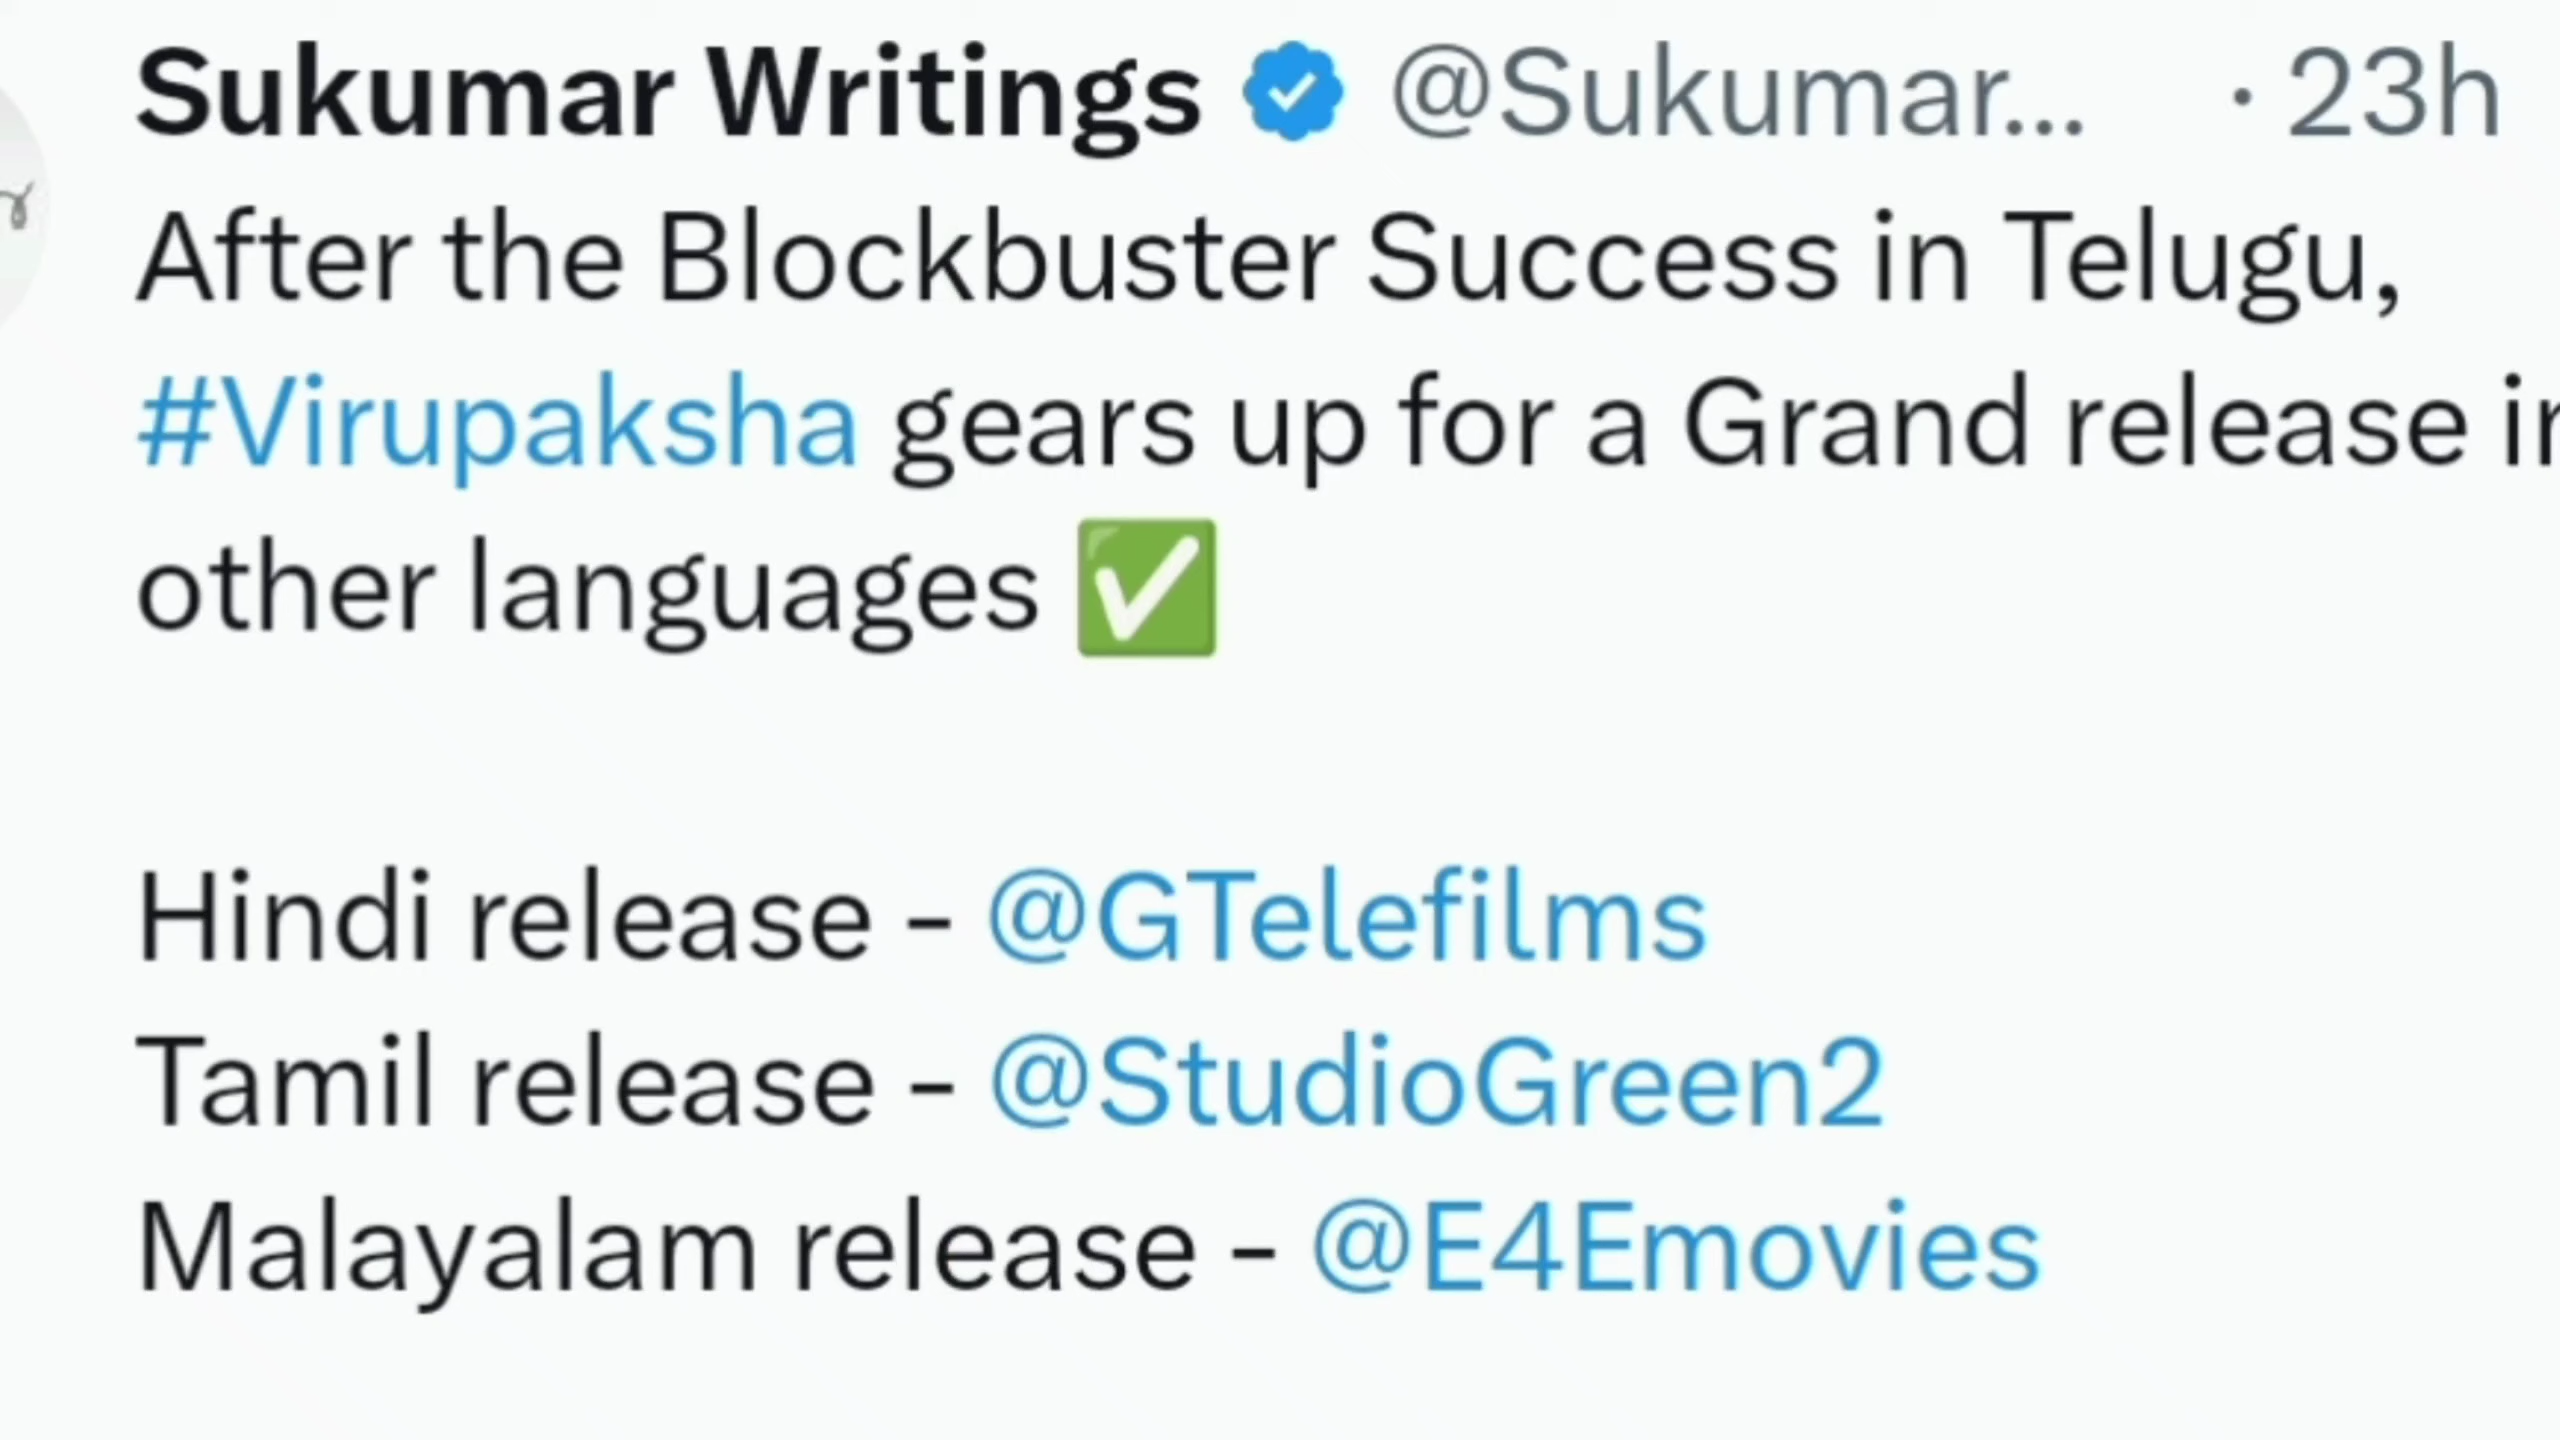 Sukumar Writings @Sukumar... · 23h
After the Blockbuster Success in Telugu,
#Virupaksha gears up for a Grand release in
other languages ✅
Hindi release - @GTelefilms
Tamil release - @StudioGreen2
Malayalam release - @E4Emovies